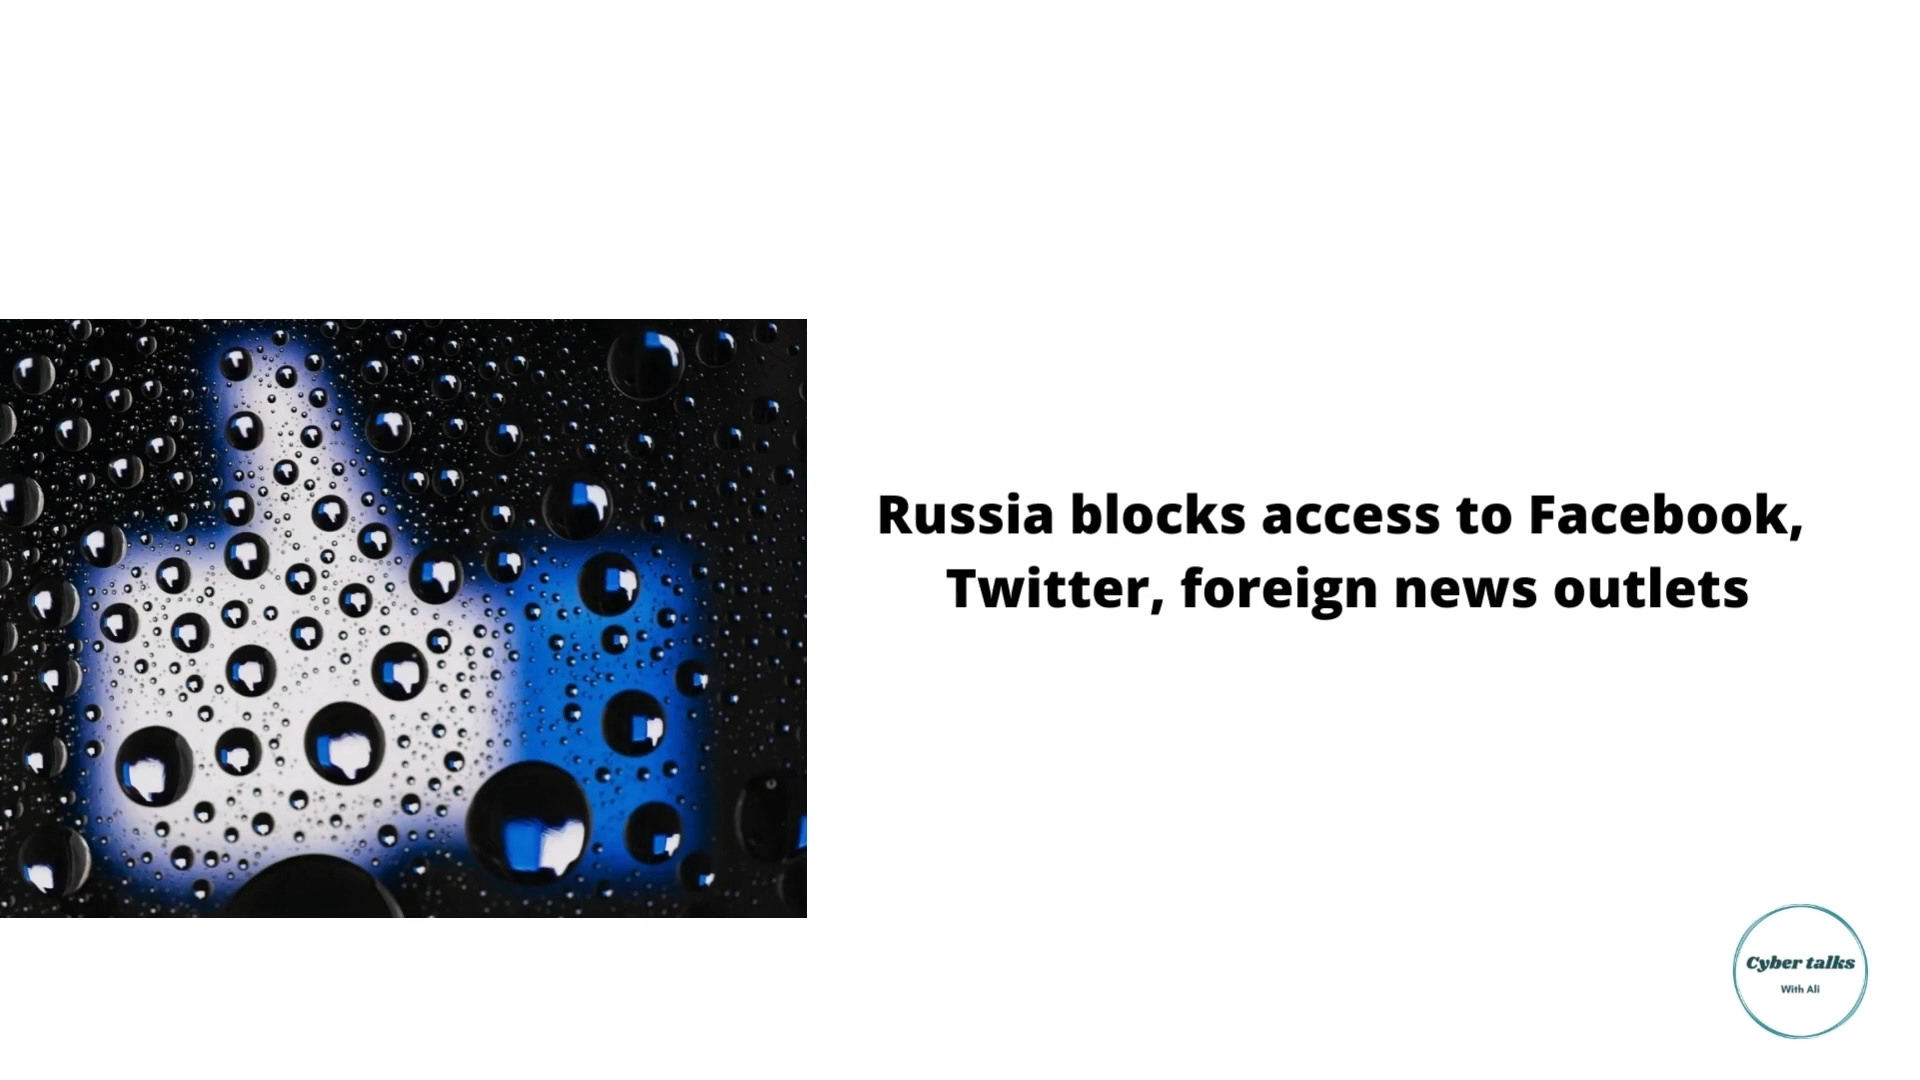 Russia blocks access to Facebook,
Twitter, foreign news outlets
Cyber talks
With Ali